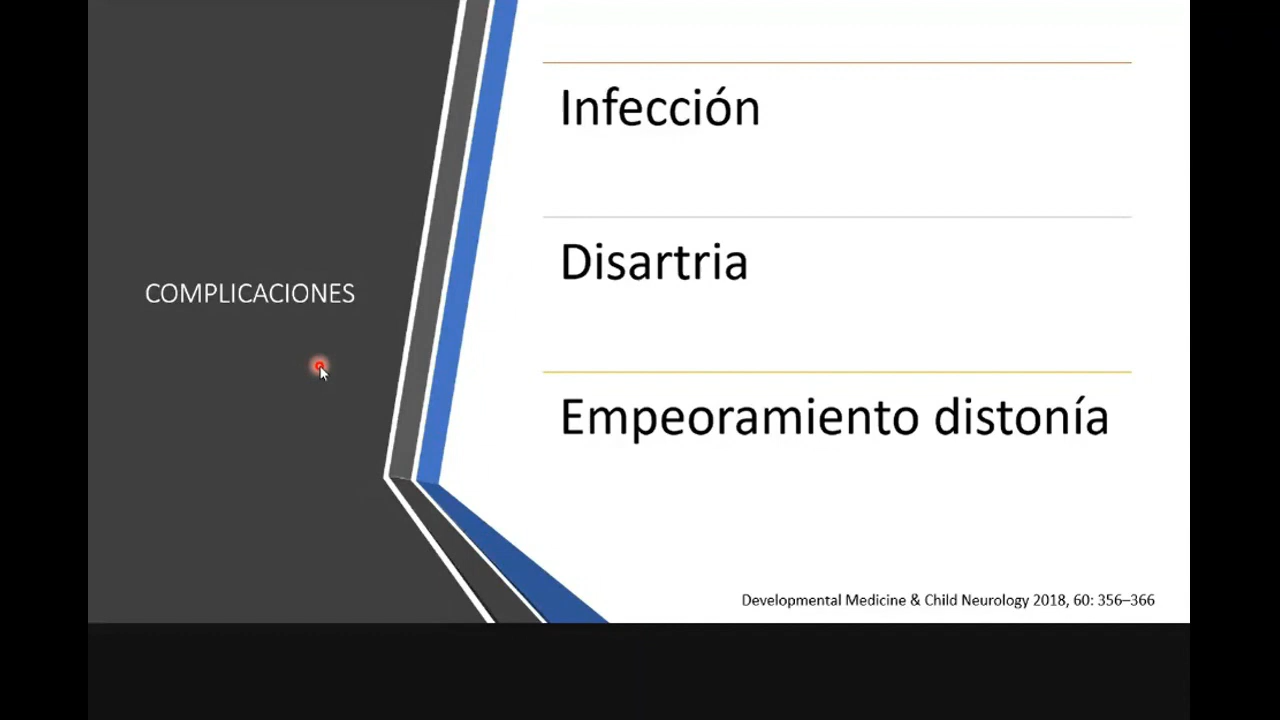 COMPLICACIONES
Infección
Disartria
Empeoramiento distonía
Developmental Medicine & Child Neurology 2018, 60: 356–366